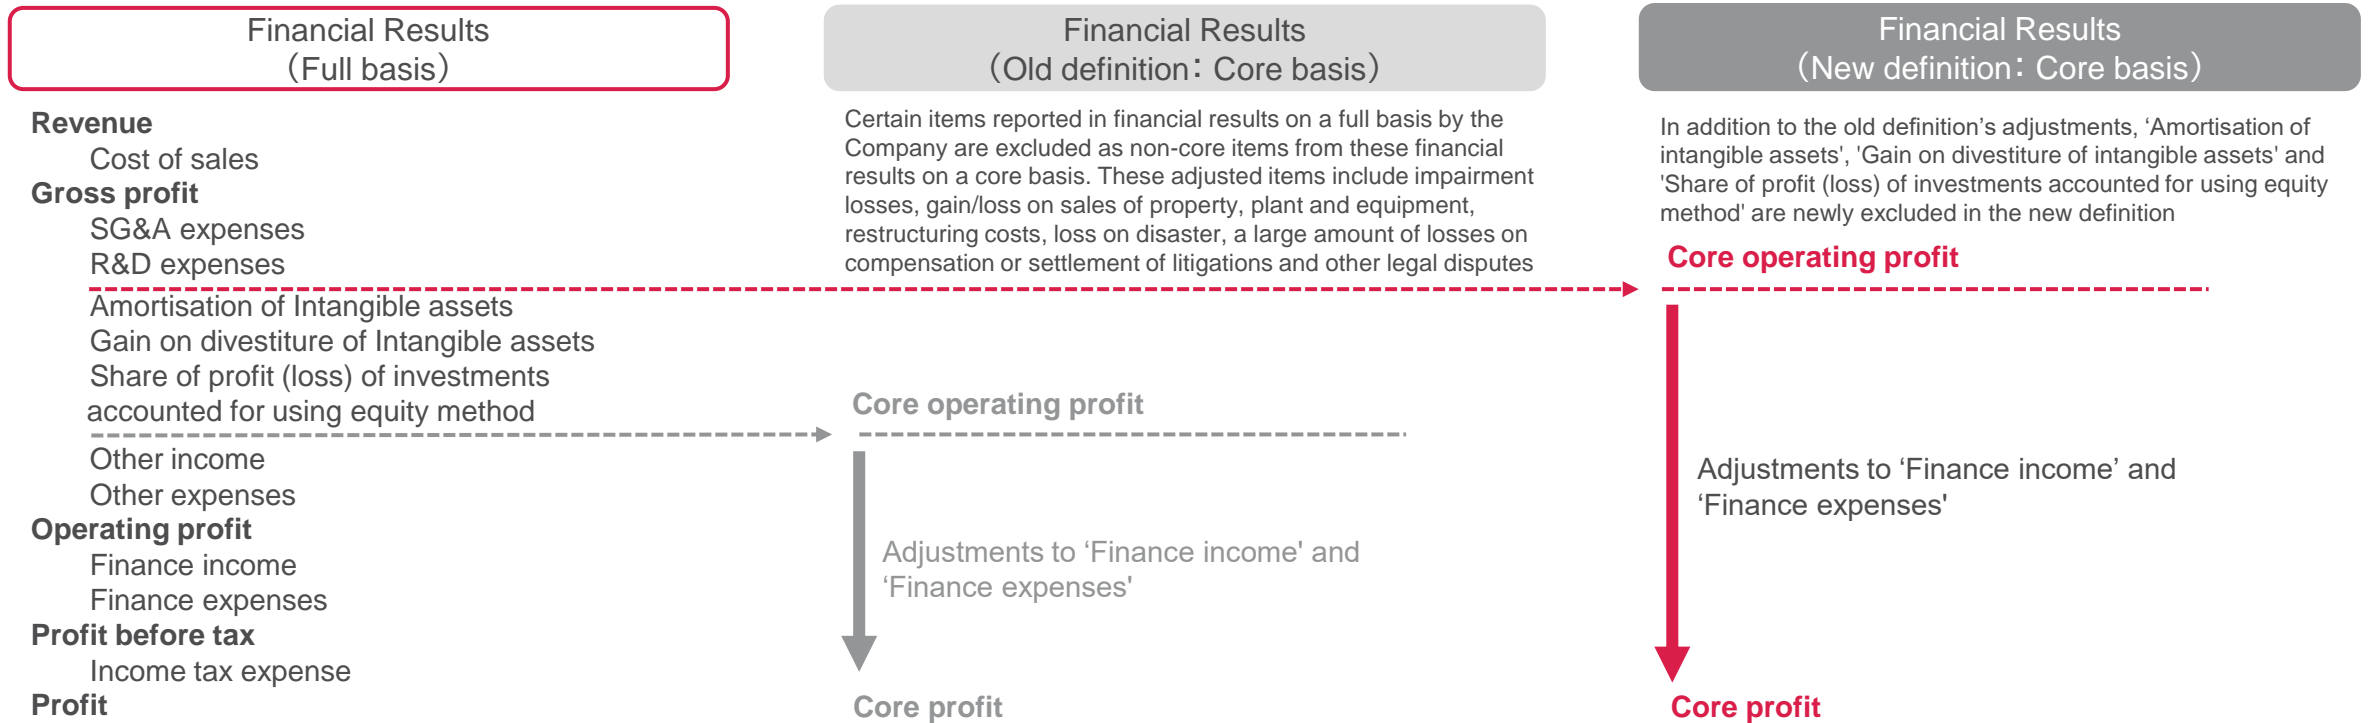 Financial Results
（Full basis）
Revenue
Cost of sales
Gross profit
SG&A expenses
R&D expenses
Amortisation of Intangible assets
Gain on divestiture of Intangible assets
Share of profit (loss) of investments
accounted for using equity method
Other income
Other expenses
Operating profit
Finance income
Finance expenses
Profit before tax
Income tax expense
Profit
Financial Results
（Old definition：Core basis）
Certain items reported in financial results on a full basis by the
Company are excluded as non-core items from these financial
results on a core basis. These adjusted items include impairment
losses, gain/loss on sales of property, plant and equipment,
restructuring costs, loss on disaster, a large amount of losses on
compensation or settlement of litigations and other legal disputes
Core operating profit
Adjustments to ‘Finance income' and
‘Finance expenses'
Core profit
Financial Results
（New definition：Core basis）
In addition to the old definition’s adjustments, ‘Amortisation of
intangible assets', 'Gain on divestiture of intangible assets' and
'Share of profit (loss) of investments accounted for using equity
method' are newly excluded in the new definition
Core operating profit
Adjustments to ‘Finance income’ and
‘Finance expenses'
Core profit